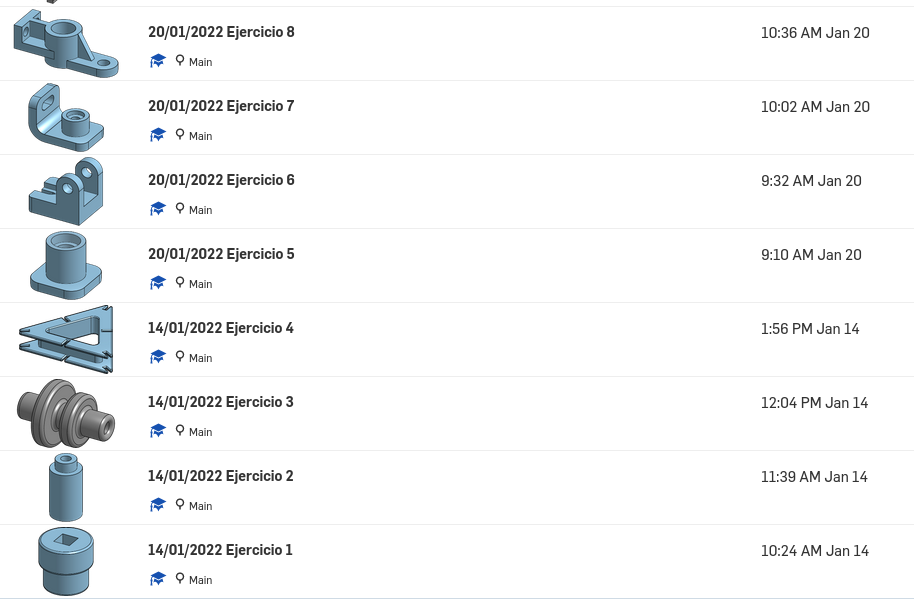 20/01/2022 Ejercicio 8
10:36 AM Jan 20
Main
20/01/2022 Ejercicio 7
10:02 AM Jan 20
Main
20/01/2022 Ejercicio 6
9:32 AM Jan 20
Main
20/01/2022 Ejercicio 5
9:10 AM Jan 20
Main
14/01/2022 Ejercicio 4
1:56 PM Jan 14
Main
14/01/2022 Ejercicio 3
12:04 PM Jan 14
Main
14/01/2022 Ejercicio 2
11:39 AM Jan 14
Main
14/01/2022 Ejercicio 1
10:24 AM Jan 14
Main